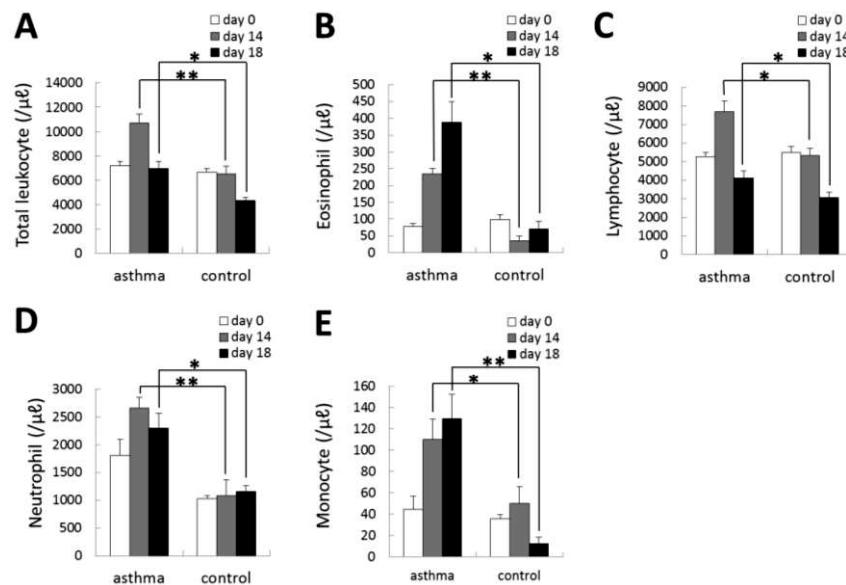 A
day 0
day 14
day 18
*
**
Total leukocyte (/µℓ)
14000
12000
10000
8000
6000
4000
2000
0
asthma control
B
day 0
day 14
day 18
*
**
Eosinophil (/µℓ)
500
450
400
350
300
250
200
150
100
50
0
asthma control
C
day 0
day 14
day 18
*
*
Lymphocyte (/µℓ)
9000
8000
7000
6000
5000
4000
3000
2000
1000
0
asthma control
D
day 0
day 14
day 18
*
**
Neutrophil (/µℓ)
3000
2500
2000
1500
1000
500
0
asthma control
E
day 0
day 14
day 18
**
*
Monocyte (/µℓ)
160
140
120
100
80
60
40
20
0
asthma control